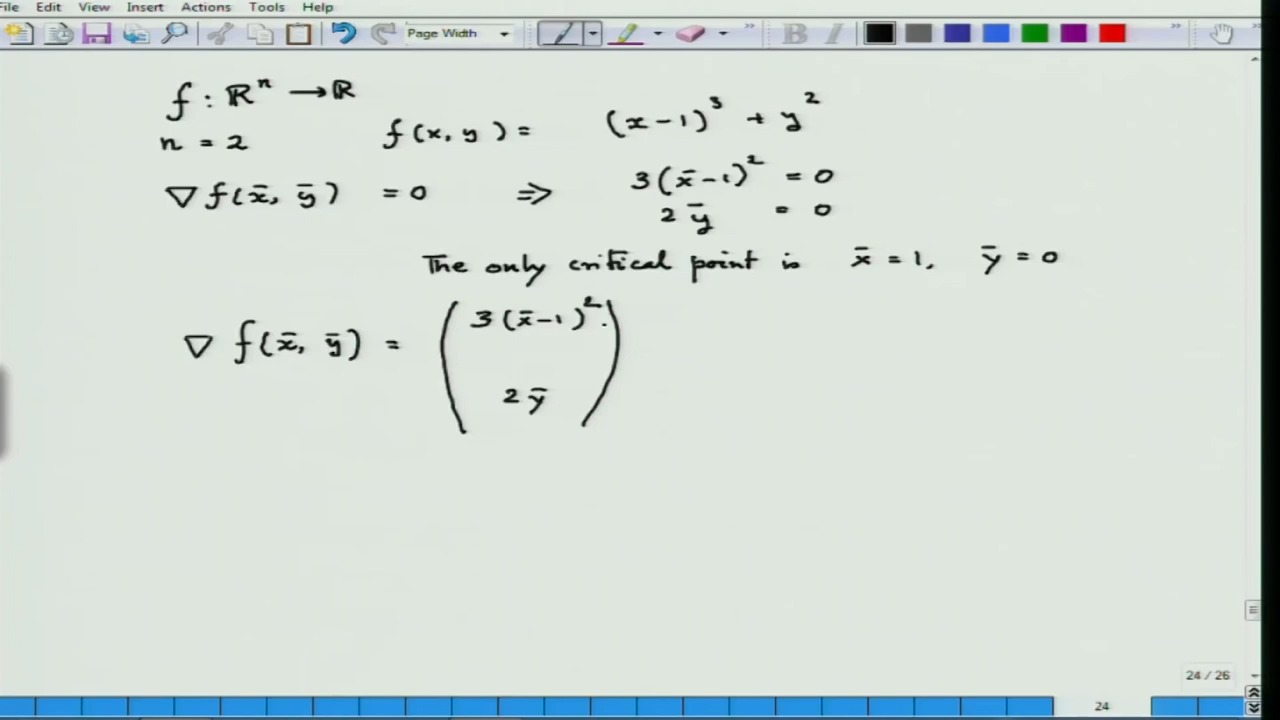 File Edit View Insert Actions Tools Help
Page Width
f : ℝⁿ → ℝ
n = 2 f(x, y) = (x-1)³ + y²
∇f(x̄, ȳ) = 0 ⇒ 3(x̄-1)² = 0
2ȳ = 0
The only critical point is x̄ = 1, ȳ = 0
∇ f(x̄, ȳ) = ( 3(x̄-1)²
2ȳ )
24 / 26
24